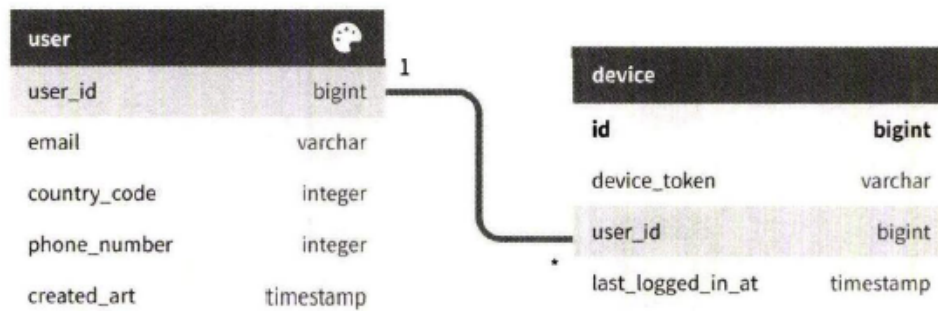 user
user_id bigint
email varchar
country_code integer
phone_number integer
created_art timestamp
1
*
device
id bigint
device_token varchar
user_id bigint
last_logged_in_at timestamp